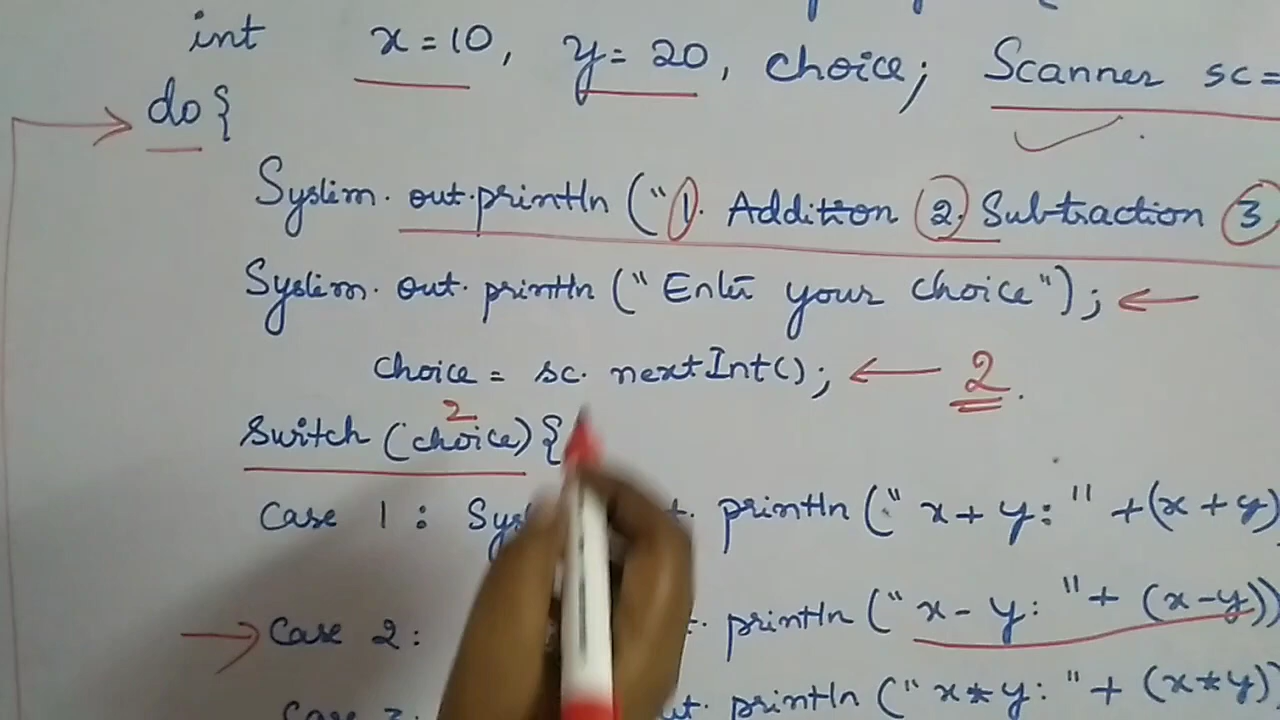 int x=10, y=20, choice; Scanner sc=
do{
System.out.println("1. Addition 2. Subtraction 3
System.out.println("Enter your choice"); ←
choice = sc.nextInt(); ← 2.
2
switch (choice){
Case 1: println(" x+y: " +(x+y)
→ Case 2: println(" x-y: "+ (x-y))
println(" x*y: "+ (x*y)